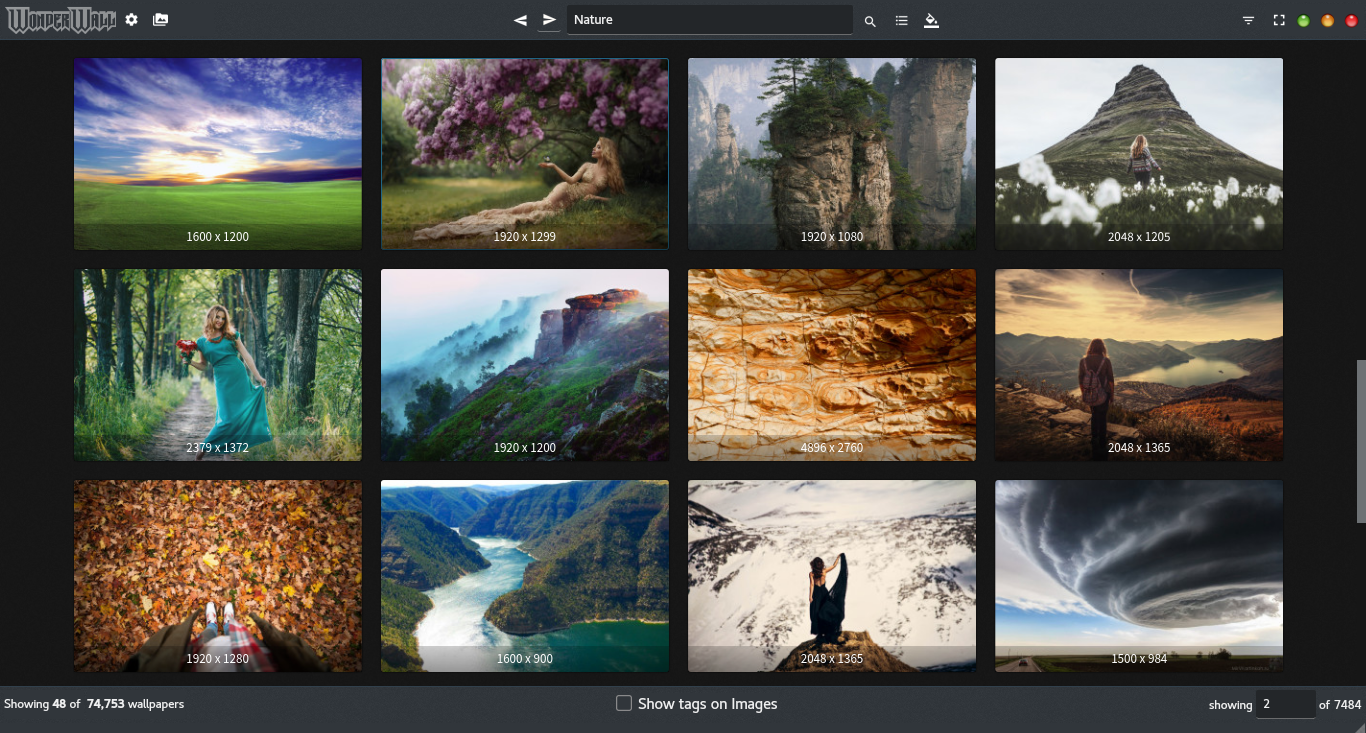 WonderWall
Nature
1600 x 1200
1920 x 1299
1920 x 1080
2048 x 1205
2379 x 1372
1920 x 1200
4896 x 2760
2048 x 1365
1920 x 1280
1600 x 900
2048 x 1365
1500 x 984
Showing 48 of 74,753 wallpapers
Show tags on Images
showing 2 of 7484